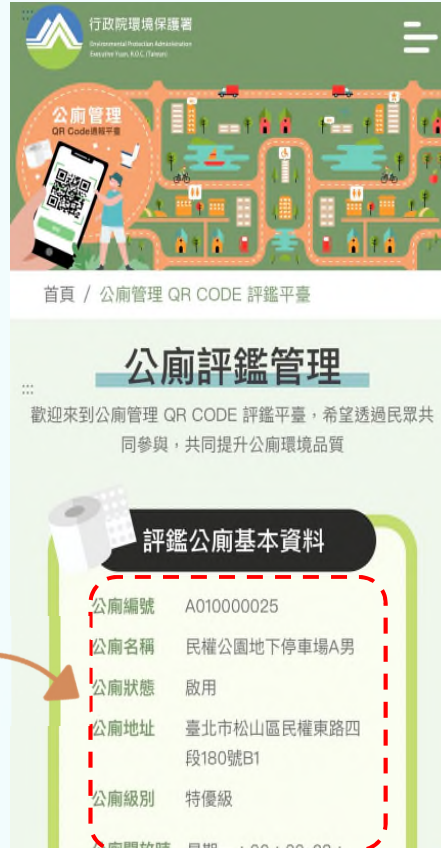 行政院環境保護署
Environmental Protection Administration
Executive Yuan, R.O.C. (Taiwan)
公廁管理
QR Code通報平臺
首頁 / 公廁管理 QR CODE 評鑑平臺
公廁評鑑管理
歡迎來到公廁管理 QR CODE 評鑑平臺，希望透過民眾共
同參與，共同提升公廁環境品質
評鑑公廁基本資料
公廁編號 A010000025
公廁名稱 民權公園地下停車場A男
公廁狀態 啟用
公廁地址 臺北市松山區民權東路四
段180號B1
公廁級別 特優級
公廁開放時